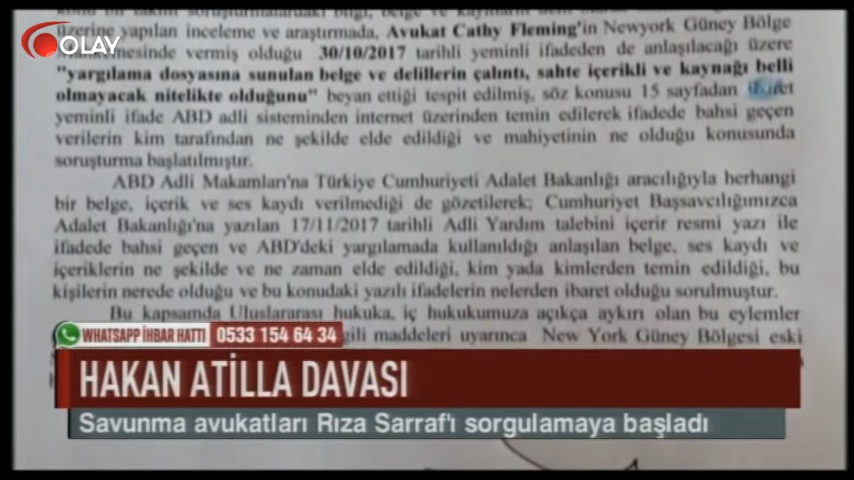 OLAY
üzerine yapılan inceleme ve araştırmada, Avukat Cathy Fleming'in Newyork Güney Bölge
Mahkemesinde vermiş olduğu 30/10/2017 tarihli yeminli ifadeden de anlaşılacağı üzere
"yargılama dosyasına sunulan belge ve delillerin çalıntı, sahte içerikli ve kaynağı belli
olmayacak nitelikte olduğunu" beyan ettiği tespit edilmiş, söz konusu 15 sayfadan
yeminli ifade ABD adli sisteminden internet üzerinden temin edilerek ifadede bahsi geçen
verilerin kim tarafından ne şekilde elde edildiği ve mahiyetinin ne olduğu konusunda
soruşturma başlatılmıştır.
ABD Adli Makamları'na Türkiye Cumhuriyeti Adalet Bakanlığı aracılığıyla herhangi
bir belge, içerik ve ses kaydı verilmediği de gözetilerek; Cumhuriyet Başsavcılığımızca
Adalet Bakanlığı'na yazılan 17/11/2017 tarihli Adli Yardım talebini içerir resmi yazı ile
ifadede bahsi geçen ve ABD'deki yargılamada kullanıldığı anlaşılan belge, ses kaydı ve
içeriklerin ne şekilde ve ne zaman elde edildiği, kim yada kimlerden temin edildiği, bu
kişilerin nerede olduğu ve bu konudaki yazılı ifadelerin nelerden ibaret olduğu sorulmuştur.
Bu kapsamda Uluslararası hukuka, iç hukukumuza açıkça aykırı olan bu eylemler
WHATSAPP İHBAR HATTI 0533 154 64 34 gili maddeleri uyarınca New York Güney Bölgesi eski
HAKAN ATİLLA DAVASI
Savunma avukatları Rıza Sarraf'ı sorgulamaya başladı